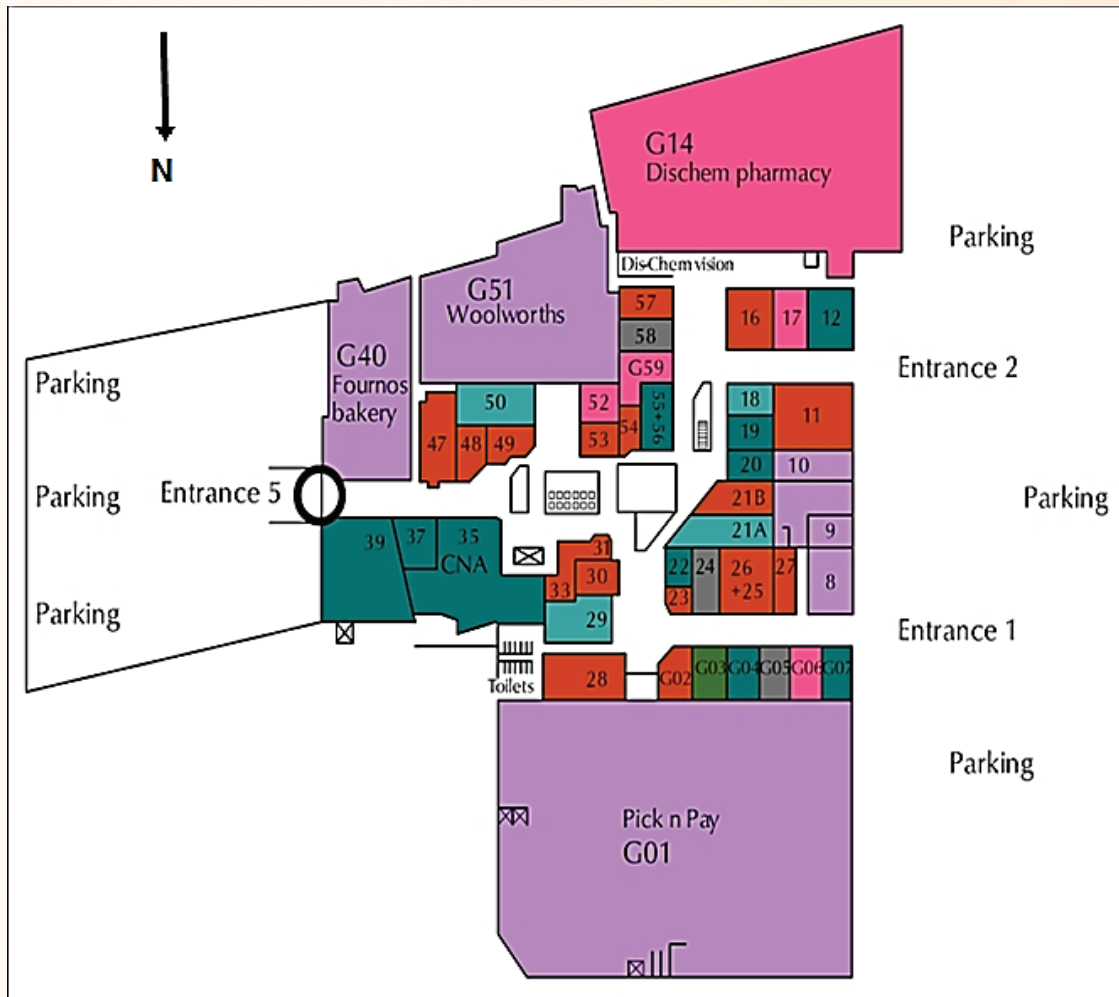 N
G14
Dischem pharmacy
Parking
Dis-Chem vision
G51
Woolworths
57
58
G59
16
17
12
G40
Fournos
bakery
Parking
Entrance 2
50
52
53
54
55+56
18
19
20
11
10
47
48
49
Parking
Entrance 5
21B
21A
9
8
Parking
39
37
35
CNA
31
30
33
29
22
23
24
26
+25
27
Parking
Entrance 1
Toilets
28
G02
G03
G04
G05
G06
G07
Parking
Pick n Pay
G01